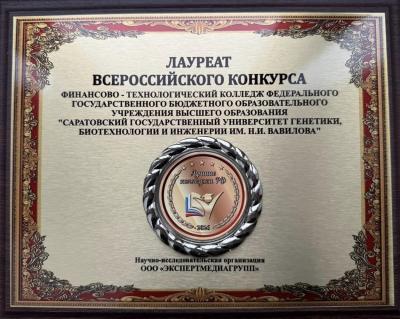 ЛАУРЕАТ
ВСЕРОССИЙСКОГО КОНКУРСА
ФИНАНСОВО - ТЕХНОЛОГИЧЕСКИЙ КОЛЛЕДЖ ФЕДЕРАЛЬНОГО
ГОСУДАРСТВЕННОГО БЮДЖЕТНОГО ОБРАЗОВАТЕЛЬНОГО
УЧРЕЖДЕНИЯ ВЫСШЕГО ОБРАЗОВАНИЯ
"САРАТОВСКИЙ ГОСУДАРСТВЕННЫЙ УНИВЕРСИТЕТ ГЕНЕТИКИ,
БИОТЕХНОЛОГИИ И ИНЖЕНЕРИИ ИМ. Н.И. ВАВИЛОВА"
Лучшие
колледжи РФ
Научно-исследовательская организация
ООО «ЭКСПЕРТМЕДИАГРУПП»